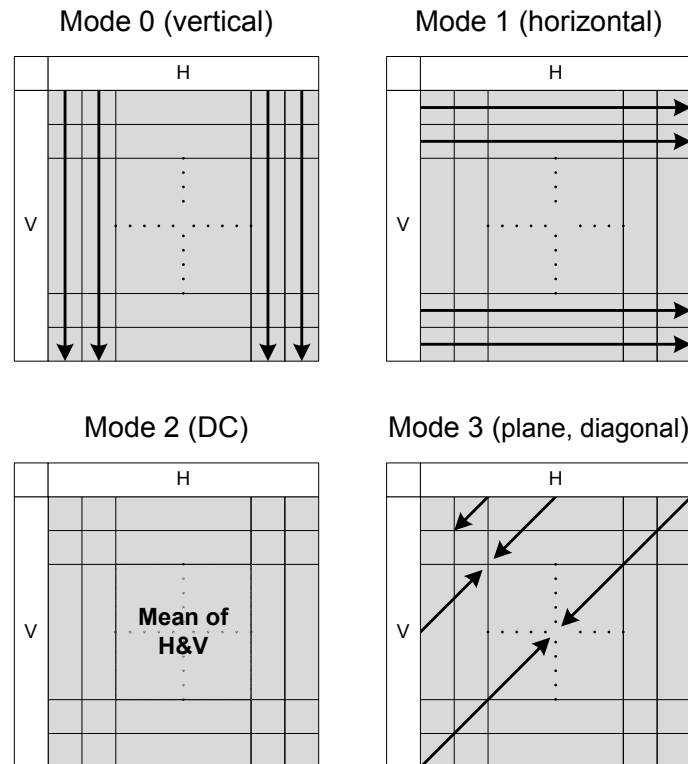 Mode 0 (vertical)
Mode 1 (horizontal)
H
H
V
V
Mode 2 (DC)
Mode 3 (plane, diagonal)
H
H
V
Mean of
H&V
V